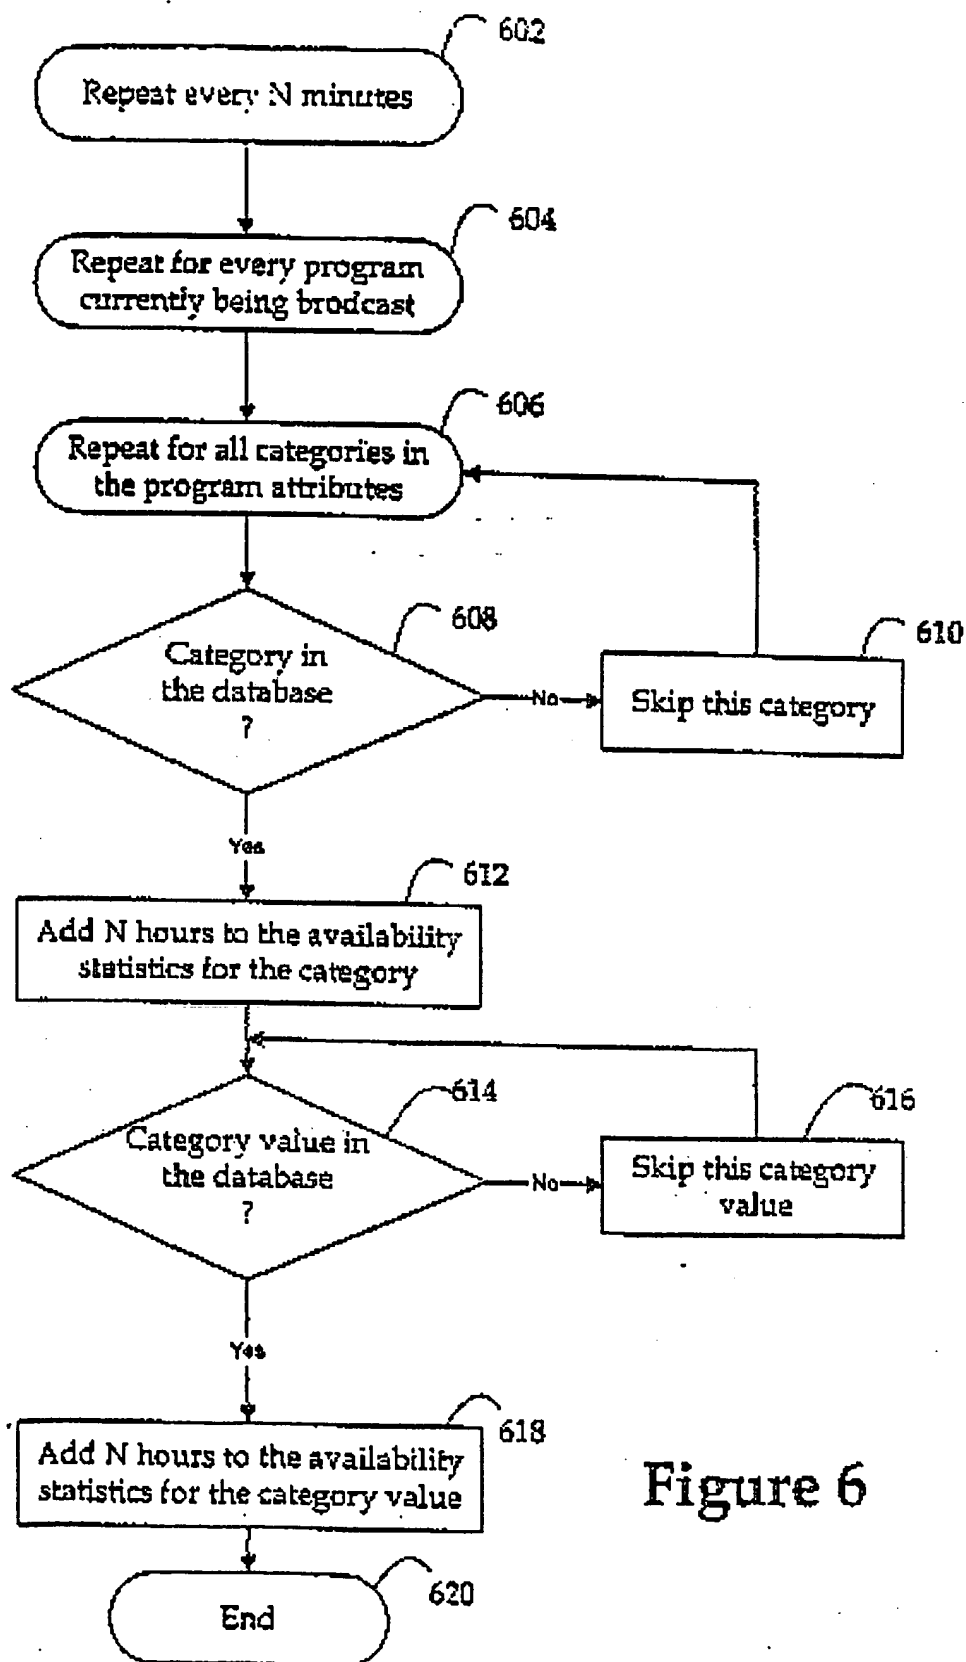 602
Repeat every N minutes
604
Repeat for every program
currently being brodcast
606
Repeat for all categories in
the program attributes
608
Category in
the database
?
No
610
Skip this category
Yes
612
Add N hours to the availability
statistics for the category
614
Category value in
the database
?
No
616
Skip this category
value
Yes
618
Add N hours to the availability
statistics for the category value
Figure 6
620
End